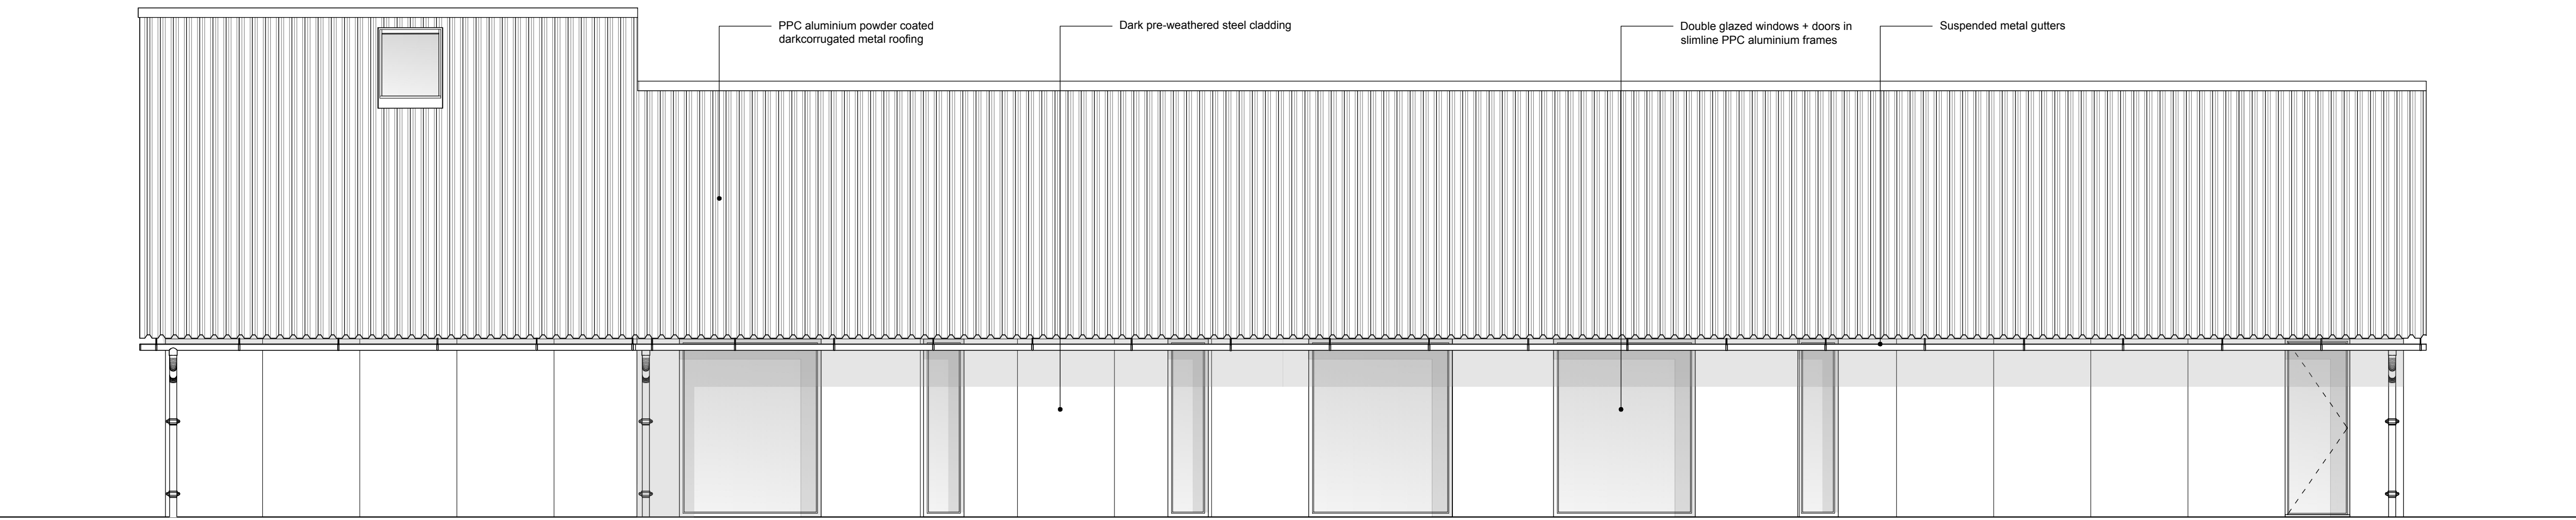 PPC aluminium powder coated
darkcorrugated metal roofing
Dark pre-weathered steel cladding
Double glazed windows + doors in
slimline PPC aluminium frames
Suspended metal gutters